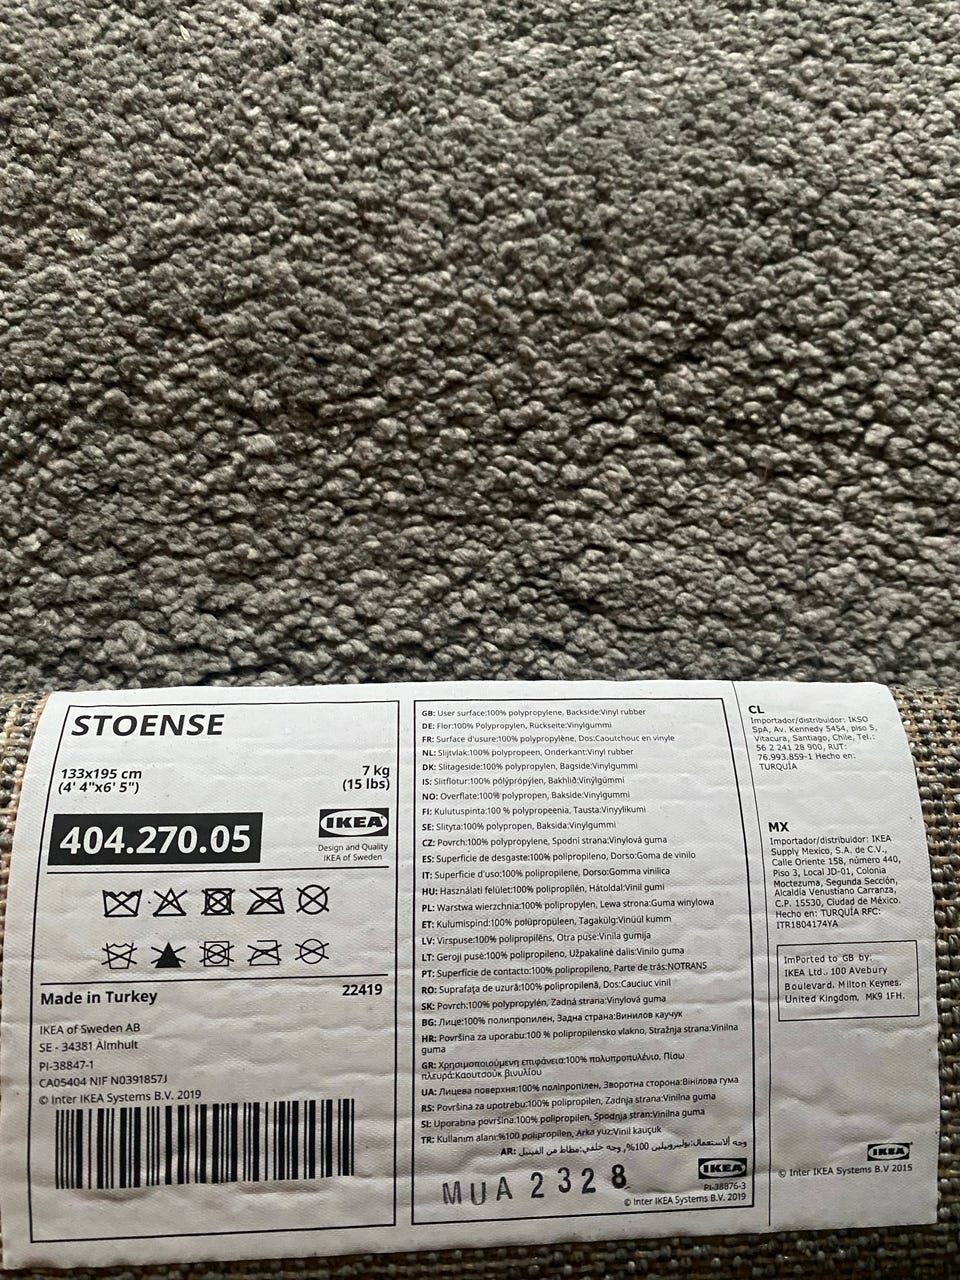 STOENSE
133x195 cm
(4' 4"x6' 5")
7 kg
(15 lbs)
404.270.05
IKEA
Design and Quality
IKEA of Sweden
Made in Turkey
22419
IKEA of Sweden AB
SE - 34381 Älmhult
PI-38847-1
CA05404 NIF N0391857J
© Inter IKEA Systems B.V. 2019
GB: User surface:100% polypropylene, Backside:Vinyl rubber
DE: Flor:100% Polypropylen, Rückseite:Vinylgummi
FR: Surface d'usure:100% polypropylène, Dos:Caoutchouc en vinyle
NL: Slijtvlak:100% polypropeen, Onderkant:Vinyl rubber
DK: Slitageside:100% polypropylen, Bagside:Vinylgummi
IS: Slitflötur:100% pólýprópýlen, Bakhlið:Vinýlgúmmí
NO: Overflate:100% polypropen, Bakside:Vinylgummi
FI: Kulutuspinta:100 % polypropeenia, Tausta:Vinyylikumi
SE: Slityta:100% polypropen, Baksida:Vinylgummi
CZ: Povrch:100% polypropylene, Spodní strana:Vinylová guma
ES: Superficie de desgaste:100% polipropileno, Dorso:Goma de vinilo
IT: Superficie d'uso:100% polipropilene, Dorso:Gomma vinilica
HU: Használati felület:100% polipropilén, Hátoldal:Vinil gumi
PL: Warstwa wierzchnia:100% polipropylen, Lewa strona:Guma winylowa
ET: Kulumispind:100% polüpropüleen, Tagakülg:Vinüül kumm
LV: Virspuse:100% polipropilēns, Otra puse:Vinila gumija
LT: Geroji pusė:100% polipropilenas, Užpakalinė dalis:Vinilo guma
PT: Superfície de contacto:100% polipropileno, Parte de trás:NOTRANS
RO: Suprafaţa de uzură:100% polipropilenă, Dos:Cauciuc vinil
SK: Povrch:100% polypropylén, Zadná strana:Vinylová guma
BG: Лице:100% полипропилен, Задна страна:Винилов каучук
HR: Površina za uporabu:100 % polipropilensko vlakno, Stražnja strana:Vinilna
guma
GR: Χρησιμοποιούμενη επιφάνεια:100% πολυπροπυλένιο, Πίσω
πλευρά:Καουτσούκ βινυλίου
UA: Лицева поверхня:100% поліпропілен, Зворотна сторона:Вінілова гума
RS: Površina za upotrebu:100% polipropilen, Zadnja strana:Vinilna guma
SI: Uporabna površina:100% polipropilen, Spodnja stran:Vinilna guma
TR: Kullanım alanı:%100 polipropilen, Arka yüz:Vinil kauçuk
AR: وجه الاستعمال:بوليبروبيلين 100%, وجه خلفي:مطاط من الفينيل
MUA 2328
IKEA
PI-38876-3
© Inter IKEA Systems B.V. 2019
CL
Importador/distribuidor: IKSO
SpA, Av. Kennedy 5454, piso 5,
Vitacura, Santiago, Chile, Tel.:
56 2 241 28 900, RUT:
76.993.859-1 Hecho en:
TURQUÍA
MX
Importador/distribuidor: IKEA
Supply Mexico, S.A. de C.V.,
Calle Oriente 158, número 440,
Piso 3, Local JD-01, Colonia
Moctezuma, Segunda Sección,
Alcaldía Venustiano Carranza,
C.P. 15530, Ciudad de México.
Hecho en: TURQUÍA RFC:
ITR1804174YA
ImPorted to GB by:
IKEA Ltd., 100 Avebury
Boulevard, Milton Keynes,
United Kingdom, MK9 1FH.
IKEA
© Inter IKEA Systems B.V 2015